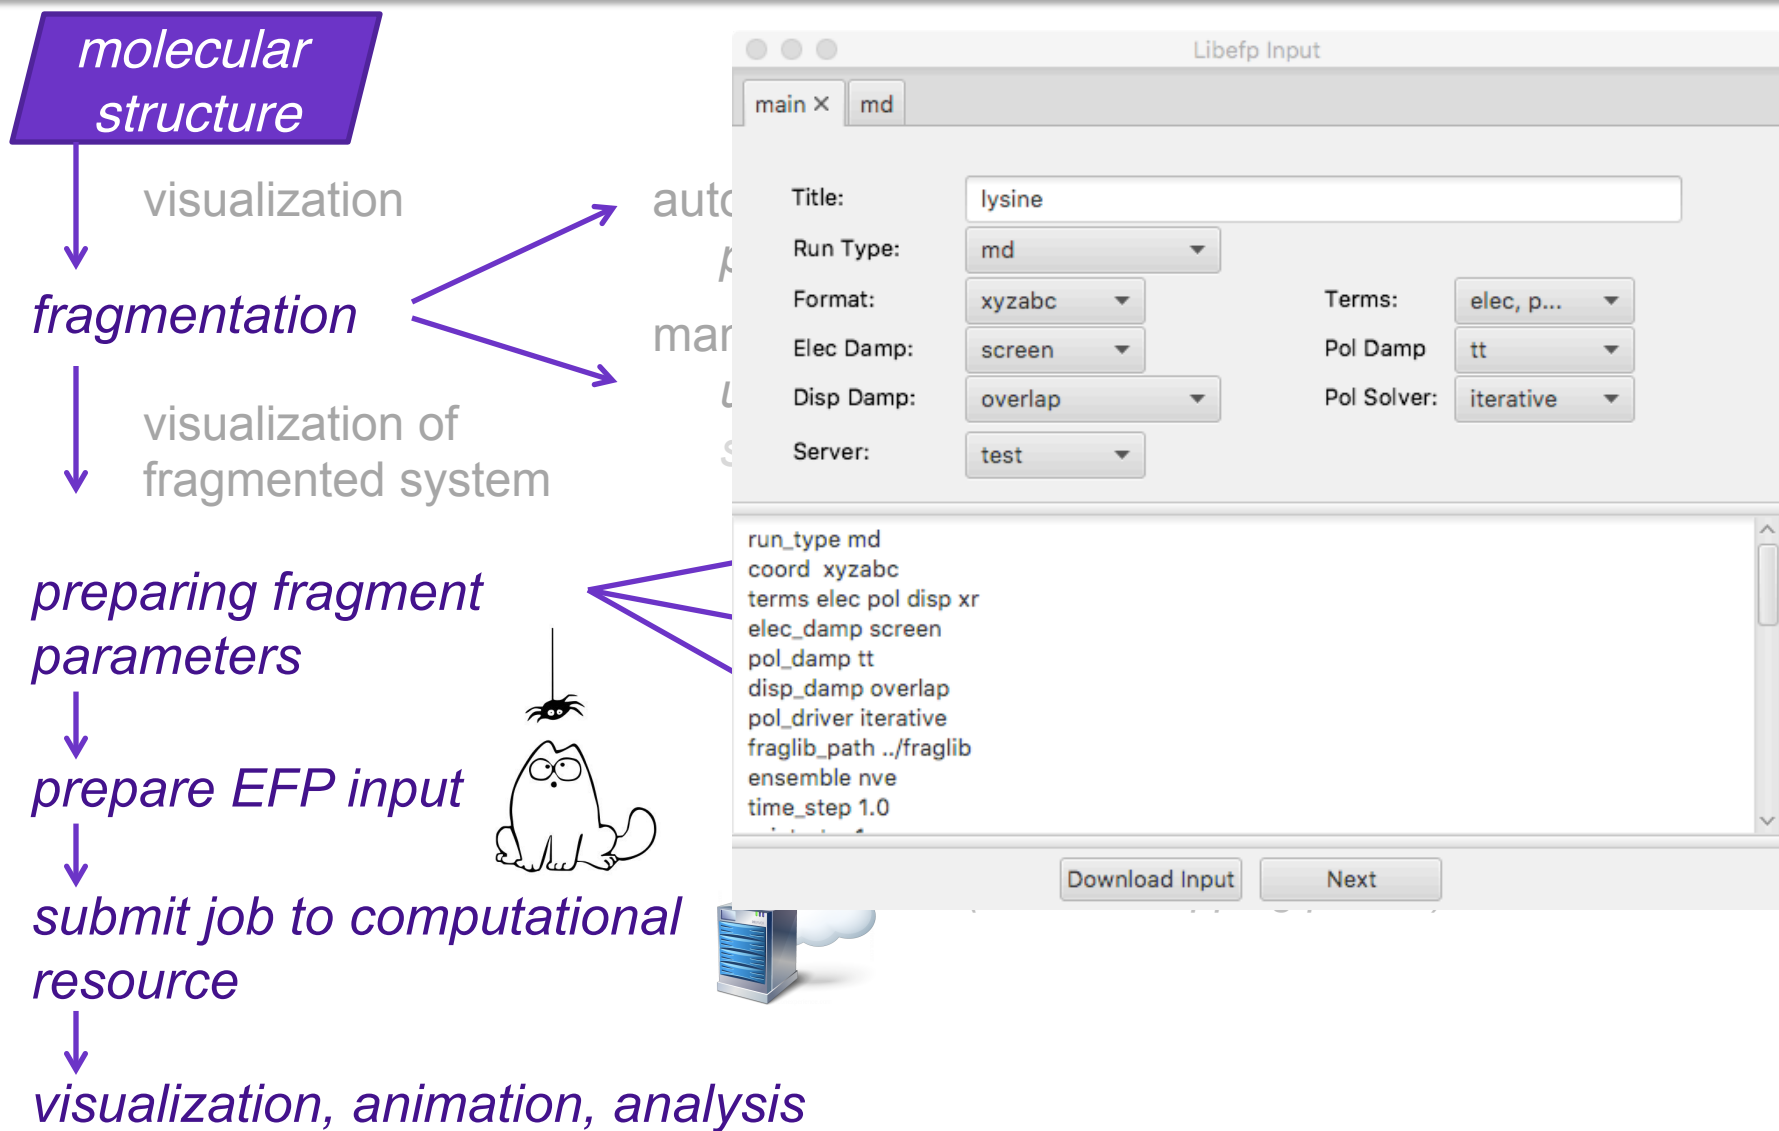 molecular
structure
visualization
fragmentation
visualization of
fragmented system
preparing fragment
parameters
prepare EFP input
submit job to computational
resource
visualization, animation, analysis
Libefp Input
main × md
Title: lysine
Run Type: md
Format: xyzabc Terms: elec, p...
Elec Damp: screen Pol Damp tt
Disp Damp: overlap Pol Solver: iterative
Server: test
run_type md
coord xyzabc
terms elec pol disp xr
elec_damp screen
pol_damp tt
disp_damp overlap
pol_driver iterative
fraglib_path ../fraglib
ensemble nve
time_step 1.0
Download Input Next